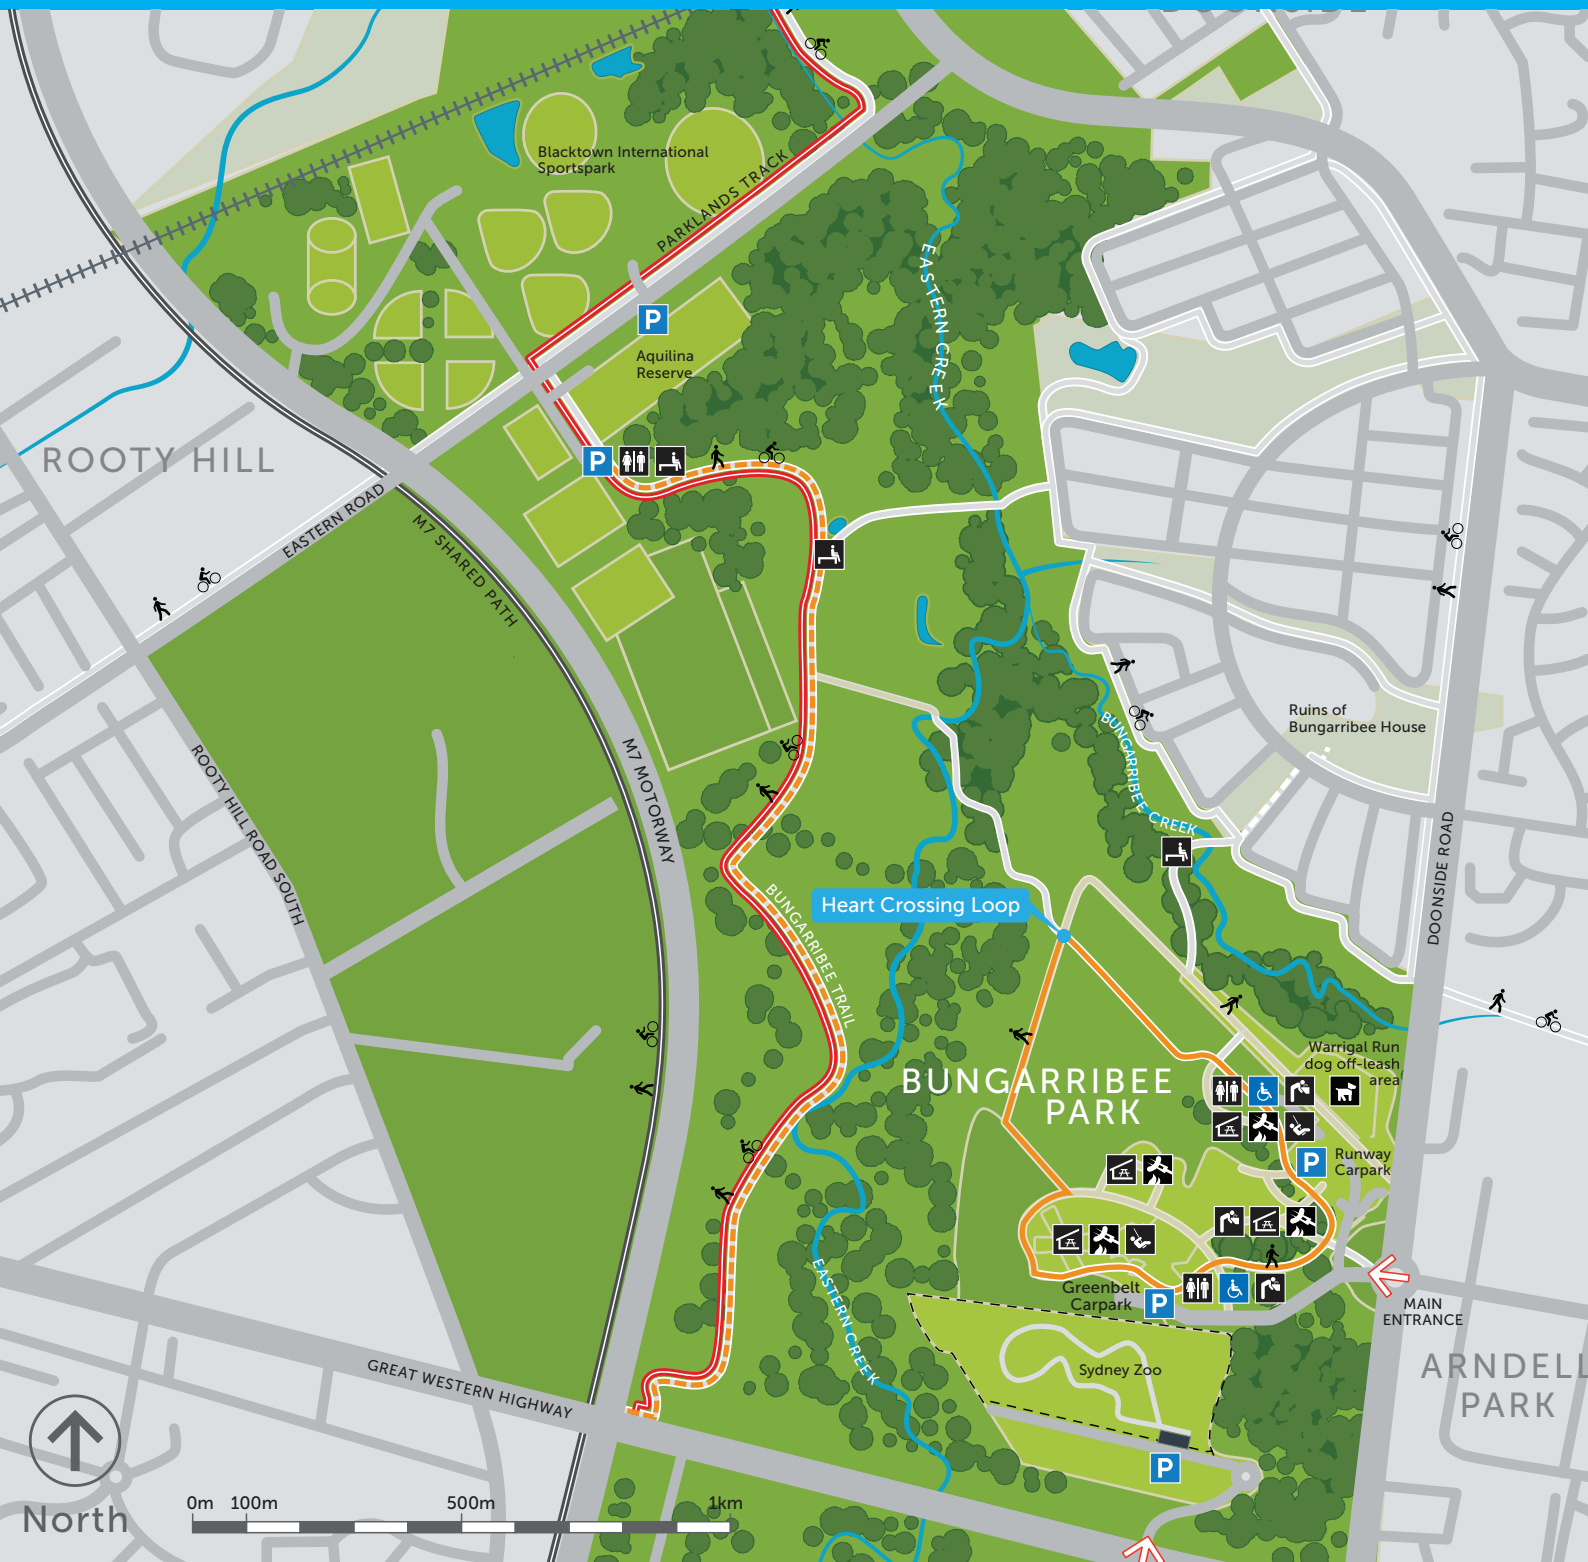 Blacktown International
Sportspark
PARKLANDS TRACK
P
Aquilina
Reserve
EASTERN CREEK
ROOTY HILL
P
EASTERN ROAD
M7 SHARED PATH
Ruins of
Bungarribee House
BUNGARRIBEE CREEK
ROOTY HILL ROAD SOUTH
M7 MOTORWAY
DOONSIDE ROAD
Heart Crossing Loop
BUNGARRIBEE TRAIL
Warrigal Run
dog off-leash
area
BUNGARRIBEE
PARK
P
Runway
Carpark
Greenbelt
Carpark
P
MAIN
ENTRANCE
EASTERN CREEK
Sydney Zoo
ARNDELL
PARK
GREAT WESTERN HIGHWAY
P
North
0m 100m 500m 1km